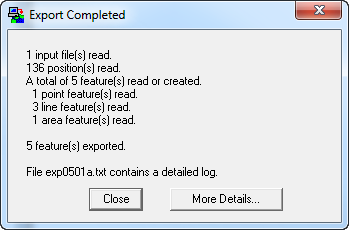 Export Completed
1 input file(s) read.
136 position(s) read.
A total of 5 feature(s) read or created.
1 point feature(s) read.
3 line feature(s) read.
1 area feature(s) read.
5 feature(s) exported.
File exp0501a.txt contains a detailed log.
Close
More Details...